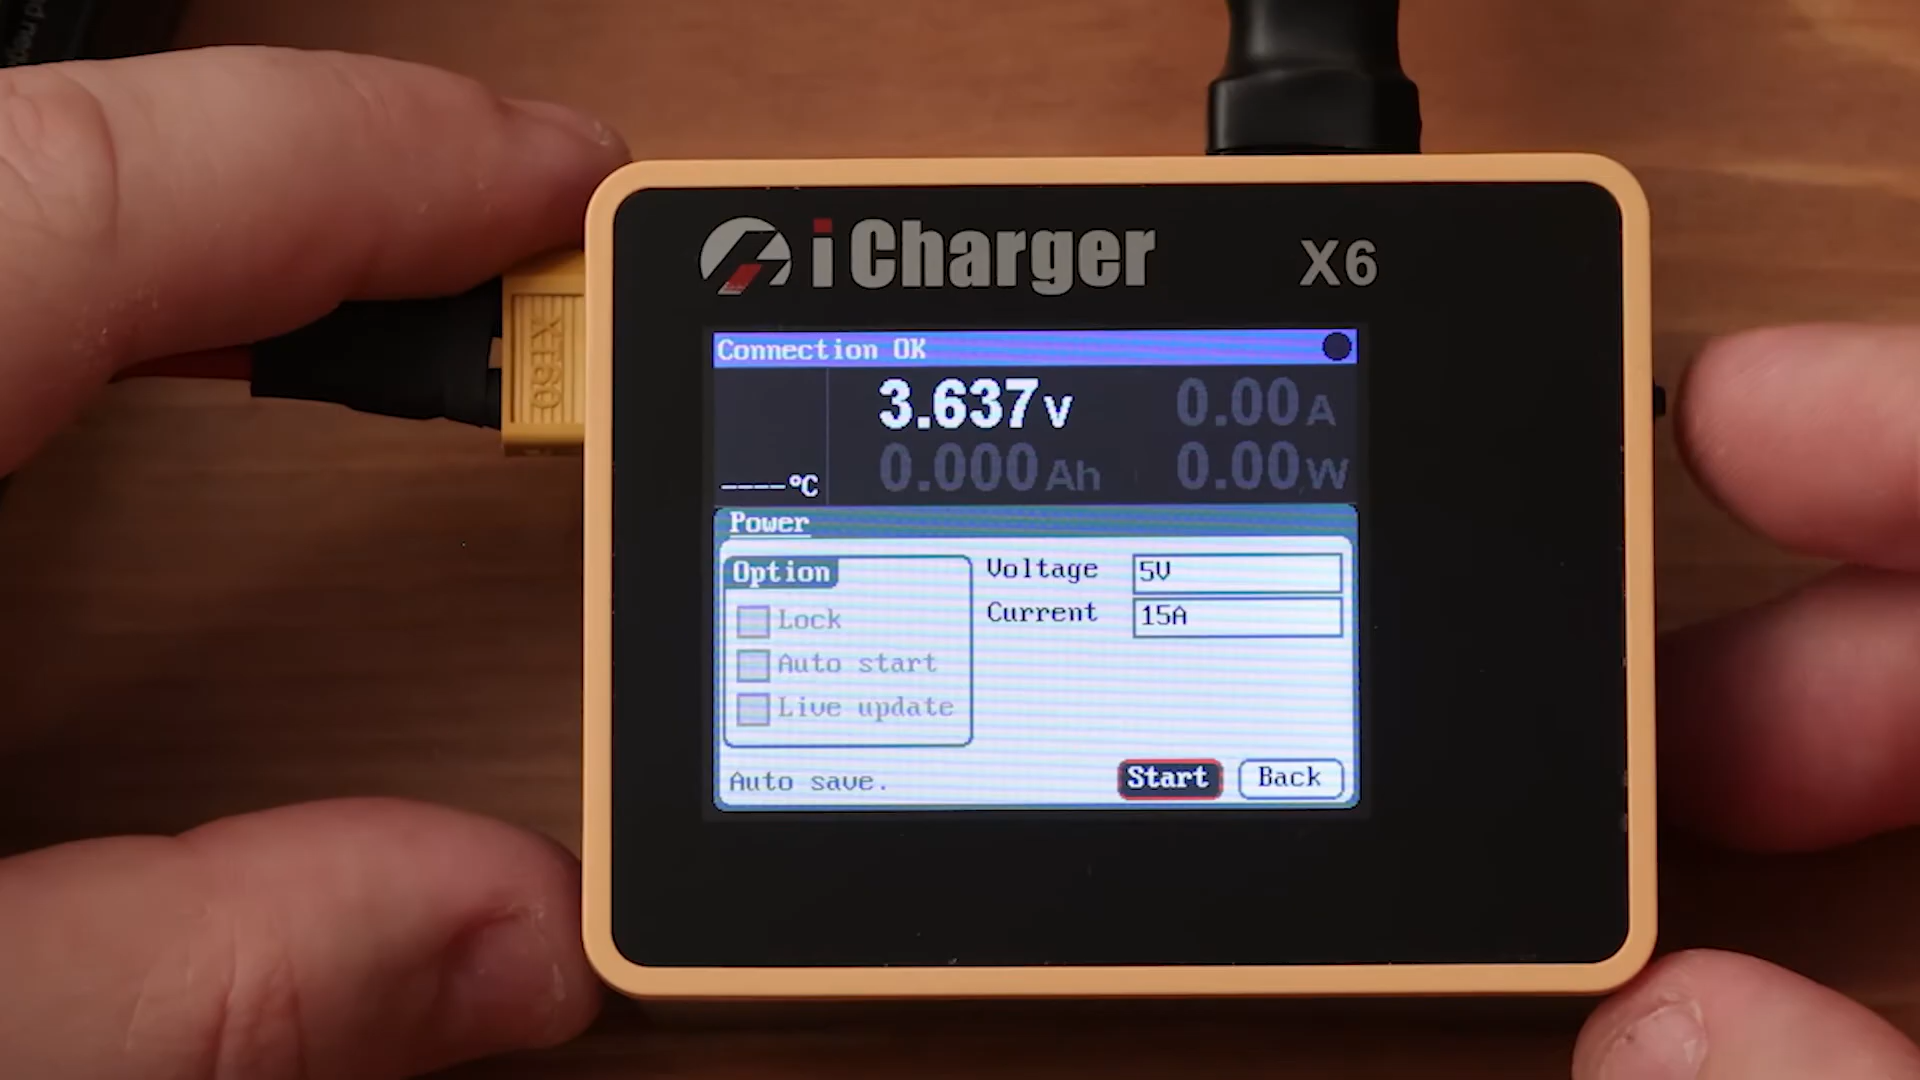 iCharger X6
Connection OK
3.637V 0.00A
----°C 0.000Ah 0.00W
Power
Option
Voltage 5V
Lock
Current 15A
Auto start
Live update
Auto save. Start Back
XT60